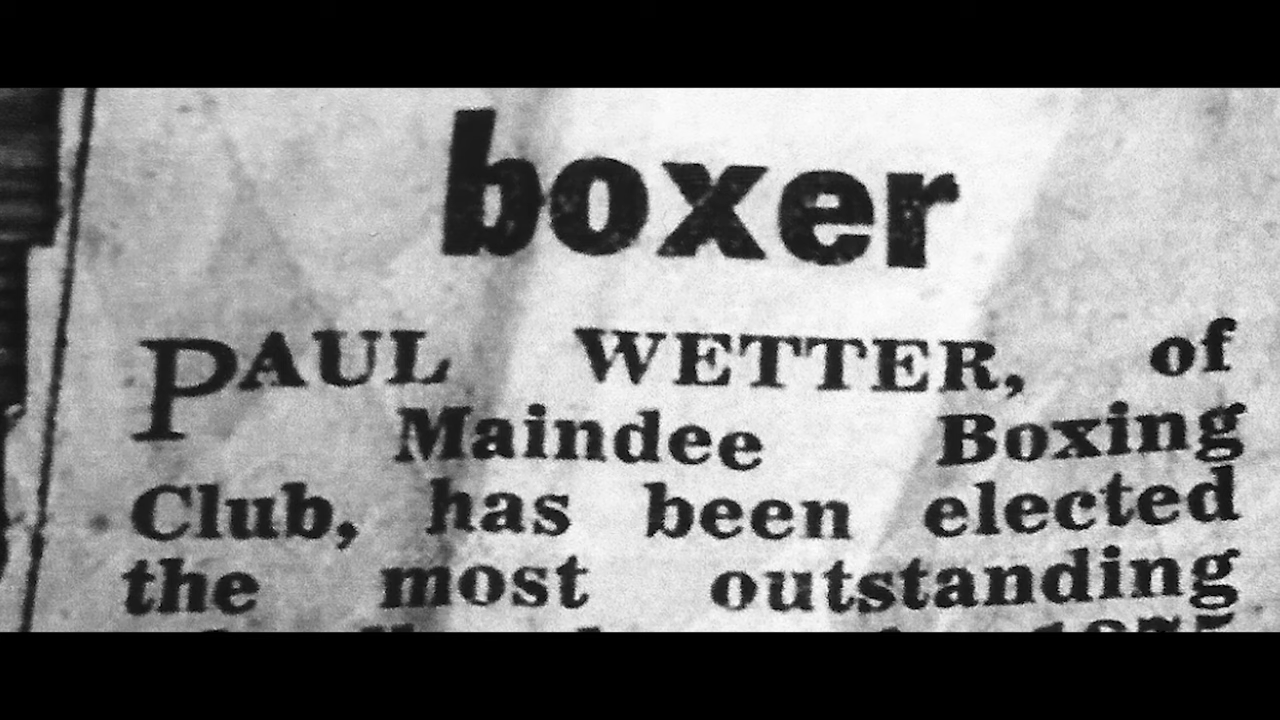 boxer
PAUL WETTER, of
Maindee Boxing
Club, has been elected
the most outstanding